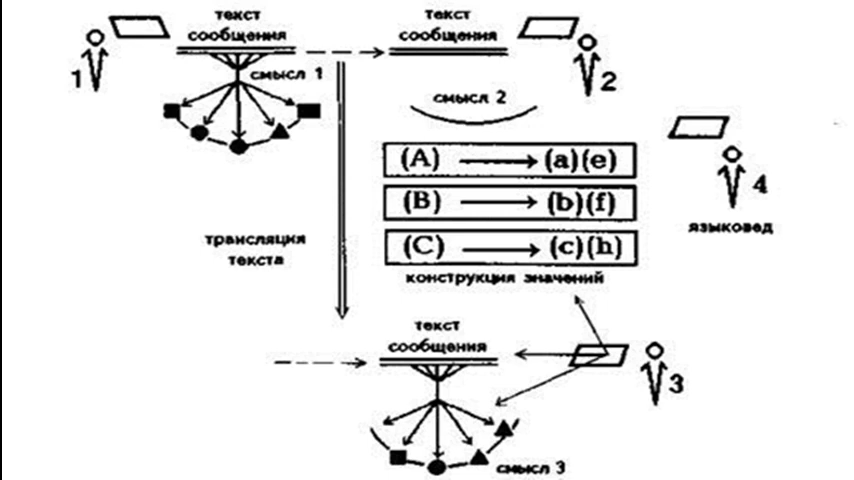 текст
сообщения
текст
сообщения
1
смысл 1
2
смысл 2
(A) (a)(e)
(B) (b)(f)
(C) (c)(h)
4
языковед
трансляция
текста
конструкция значений
текст
сообщения
3
смысл 3